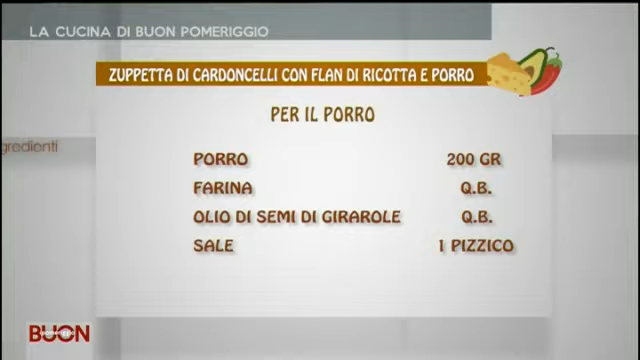 LA CUCINA DI BUON POMERIGGIO
ZUPPETTA DI CARDONCELLI CON FLAN DI RICOTTA E PORRO
PER IL PORRO
gredienti
PORRO 200 GR
FARINA Q.B.
OLIO DI SEMI DI GIRAROLE Q.B.
SALE 1 PIZZICO
BUON
pomeriggio